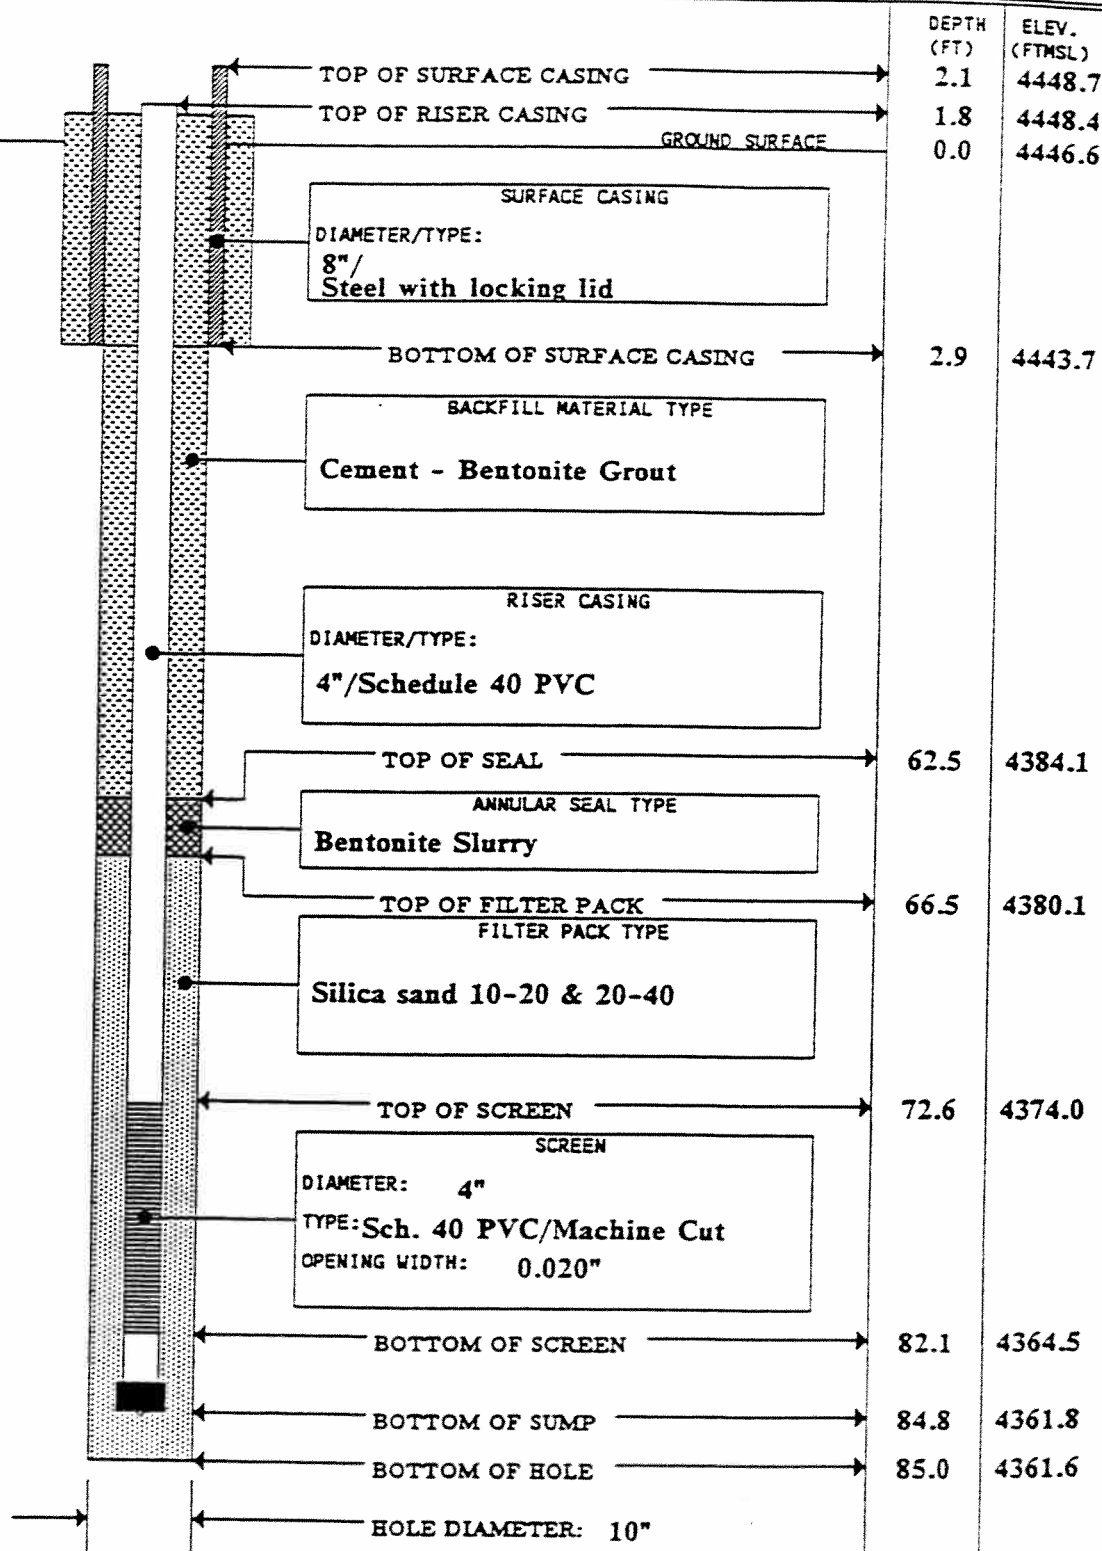 DEPTH ELEV.
(FT) (FTMSL)
TOP OF SURFACE CASING 2.1 4448.7
TOP OF RISER CASING 1.8 4448.4
GROUND SURFACE 0.0 4446.6
SURFACE CASING
DIAMETER/TYPE:
8"/
Steel with locking lid
BOTTOM OF SURFACE CASING 2.9 4443.7
BACKFILL MATERIAL TYPE
Cement - Bentonite Grout
RISER CASING
DIAMETER/TYPE:
4"/Schedule 40 PVC
TOP OF SEAL 62.5 4384.1
ANNULAR SEAL TYPE
Bentonite Slurry
TOP OF FILTER PACK 66.5 4380.1
FILTER PACK TYPE
Silica sand 10-20 & 20-40
TOP OF SCREEN 72.6 4374.0
SCREEN
DIAMETER: 4"
TYPE: Sch. 40 PVC/Machine Cut
OPENING WIDTH: 0.020"
BOTTOM OF SCREEN 82.1 4364.5
BOTTOM OF SUMP 84.8 4361.8
BOTTOM OF HOLE 85.0 4361.6
HOLE DIAMETER: 10"